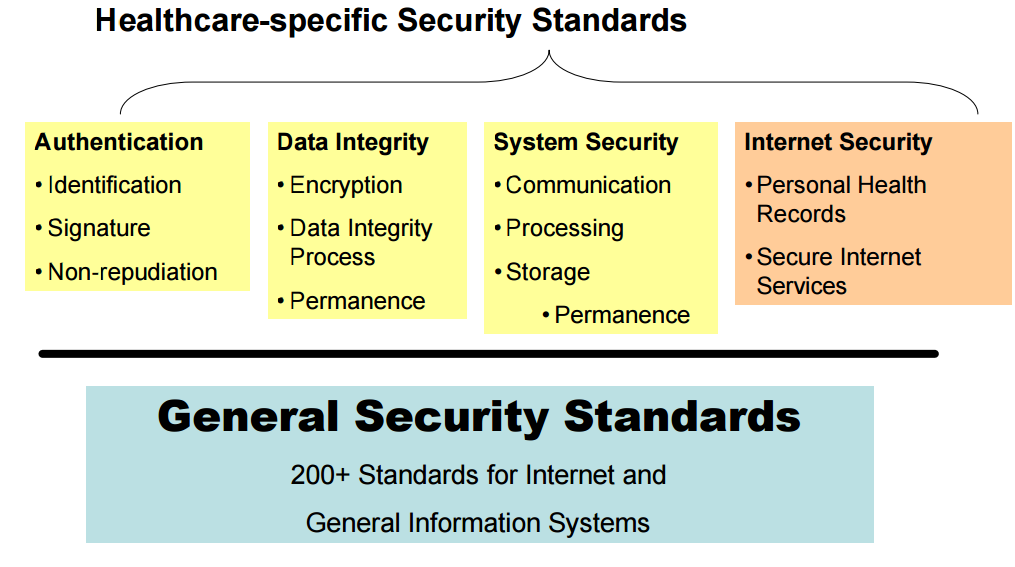 Healthcare-specific Security Standards
Authentication
• Identification
• Signature
• Non-repudiation
Data Integrity
• Encryption
• Data Integrity
Process
• Permanence
System Security
• Communication
• Processing
• Storage
• Permanence
Internet Security
• Personal Health
Records
• Secure Internet
Services
General Security Standards
200+ Standards for Internet and
General Information Systems